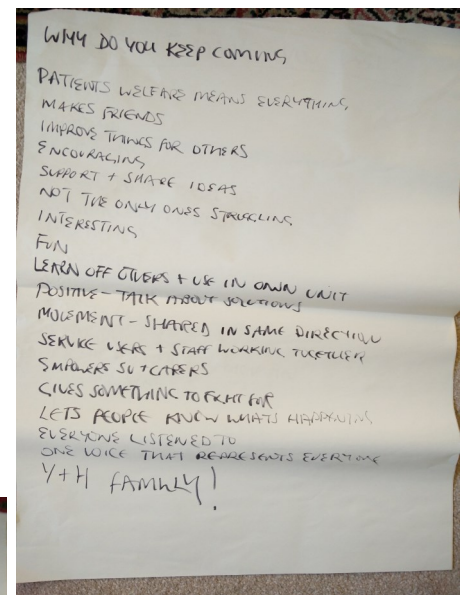 WHY DO YOU KEEP COMING
PATIENTS WELFARE MEANS EVERYTHING
MAKES FRIENDS
IMPROVE THINGS FOR OTHERS
ENCOURAGING
SUPPORT + SHARE IDEAS
NOT THE ONLY ONES STRUGGLING
INTERESTING
FUN
LEARN OFF OTHERS + USE IN OWN UNIT
POSITIVE - TALK ABOUT SOLUTIONS
MOVEMENT - SHARED IN SAME DIRECTION
SERVICE USERS + STAFF WORKING TOGETHER
EMPOWERS SU + CARERS
GIVES SOMETHING TO FIGHT FOR
LETS PEOPLE KNOW WHATS HAPPENING
EVERYONE LISTENED TO
ONE VOICE THAT REPRESENTS EVERYONE
Y+H FAMILY!